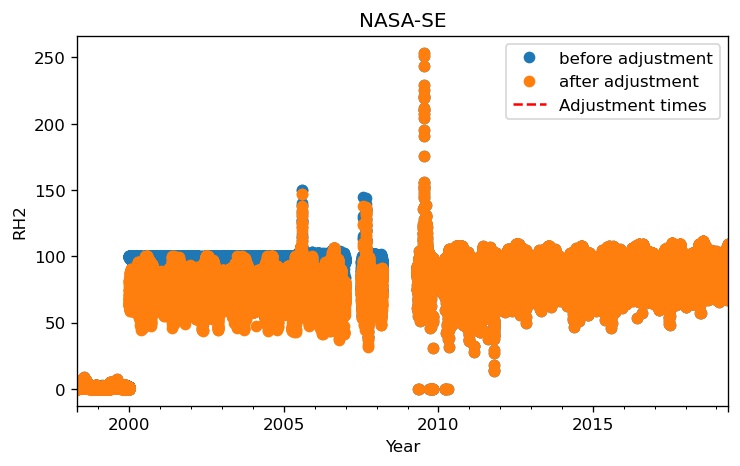 NASA-SE
before adjustment
after adjustment
Adjustment times
250
200
150
100
50
0
RH2
2000
2005
2010
2015
Year